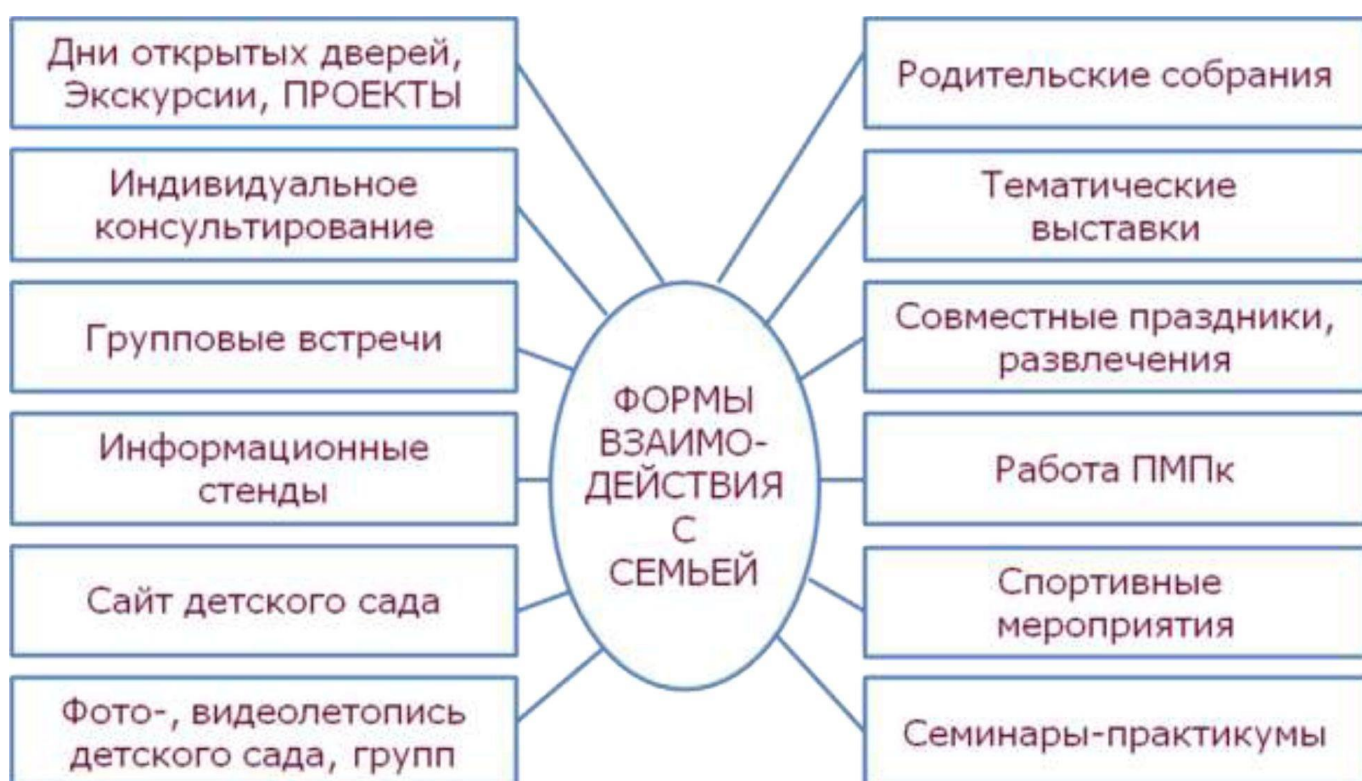 Дни открытых дверей,
Экскурсии, ПРОЕКТЫ
Индивидуальное
консультирование
Групповые встречи
Информационные
стенды
Сайт детского сада
Фото-, видеолетопись
детского сада, групп
ФОРМЫ
ВЗАИМО-
ДЕЙСТВИЯ
С
СЕМЬЕЙ
Родительские собрания
Тематические
выставки
Совместные праздники,
развлечения
Работа ПМПк
Спортивные
мероприятия
Семинары-практикумы